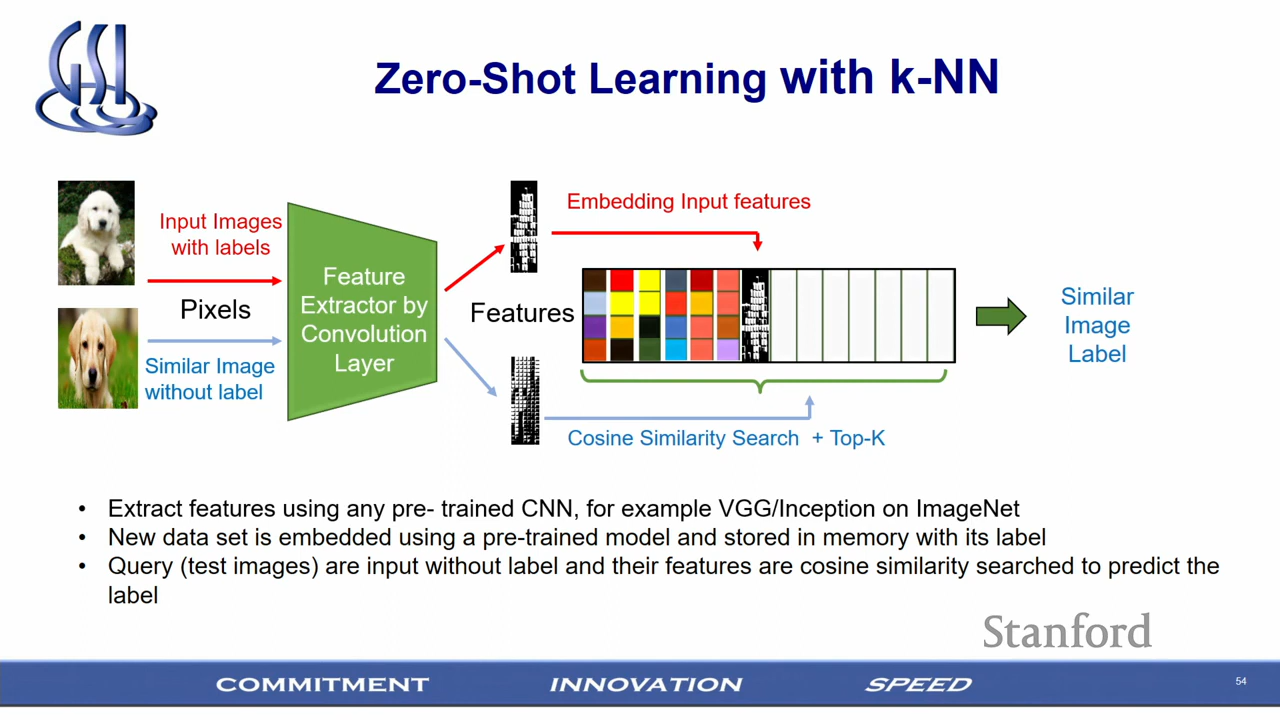 GSI
Zero-Shot Learning with k-NN
Input Images
with labels
Pixels
Similar Image
without label
Feature
Extractor by
Convolution
Layer
Embedding Input features
Features
Cosine Similarity Search + Top-K
Similar
Image
Label
• Extract features using any pre- trained CNN, for example VGG/Inception on ImageNet
• New data set is embedded using a pre-trained model and stored in memory with its label
• Query (test images) are input without label and their features are cosine similarity searched to predict the
label
Stanford
COMMITMENT INNOVATION SPEED 54